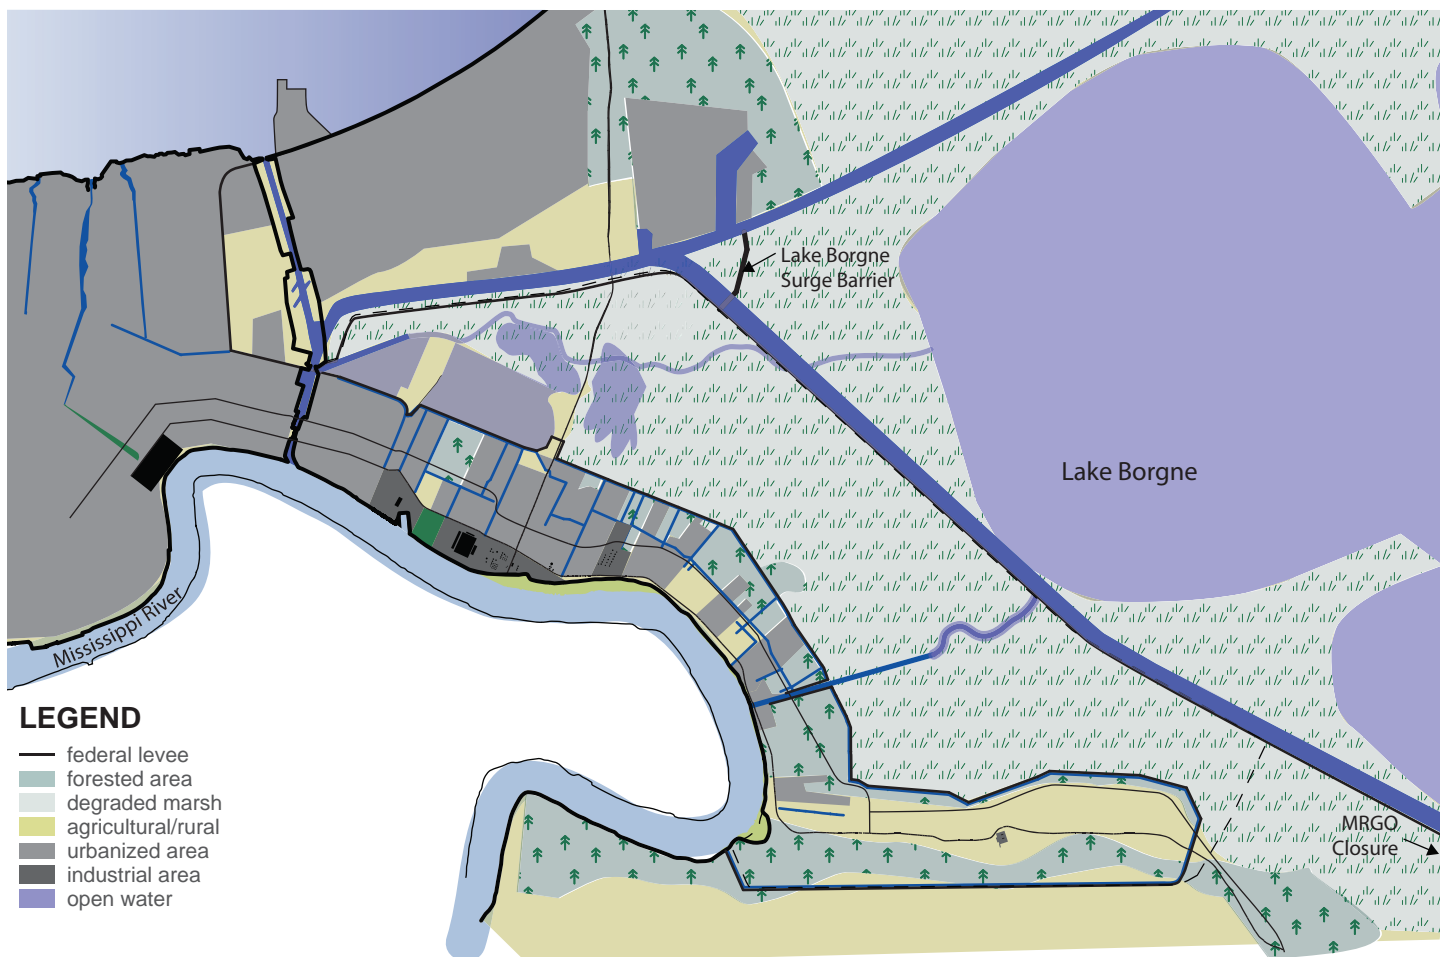 Lake Borgne
Surge Barrier
Lake Borgne
Mississippi River
LEGEND
federal levee
forested area
degraded marsh
agricultural/rural
urbanized area
industrial area
open water
MRGO
Closure